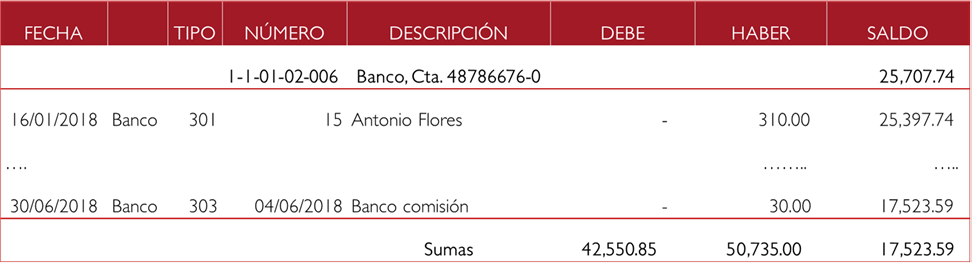 FECHA TIPO NÚMERO DESCRIPCIÓN DEBE HABER SALDO
1-1-01-02-006 Banco, Cta. 48786676-0 25,707.74
16/01/2018 Banco 301 15 Antonio Flores - 310.00 25,397.74
.... ........ .....
30/06/2018 Banco 303 04/06/2018 Banco comisión - 30.00 17,523.59
Sumas 42,550.85 50,735.00 17,523.59